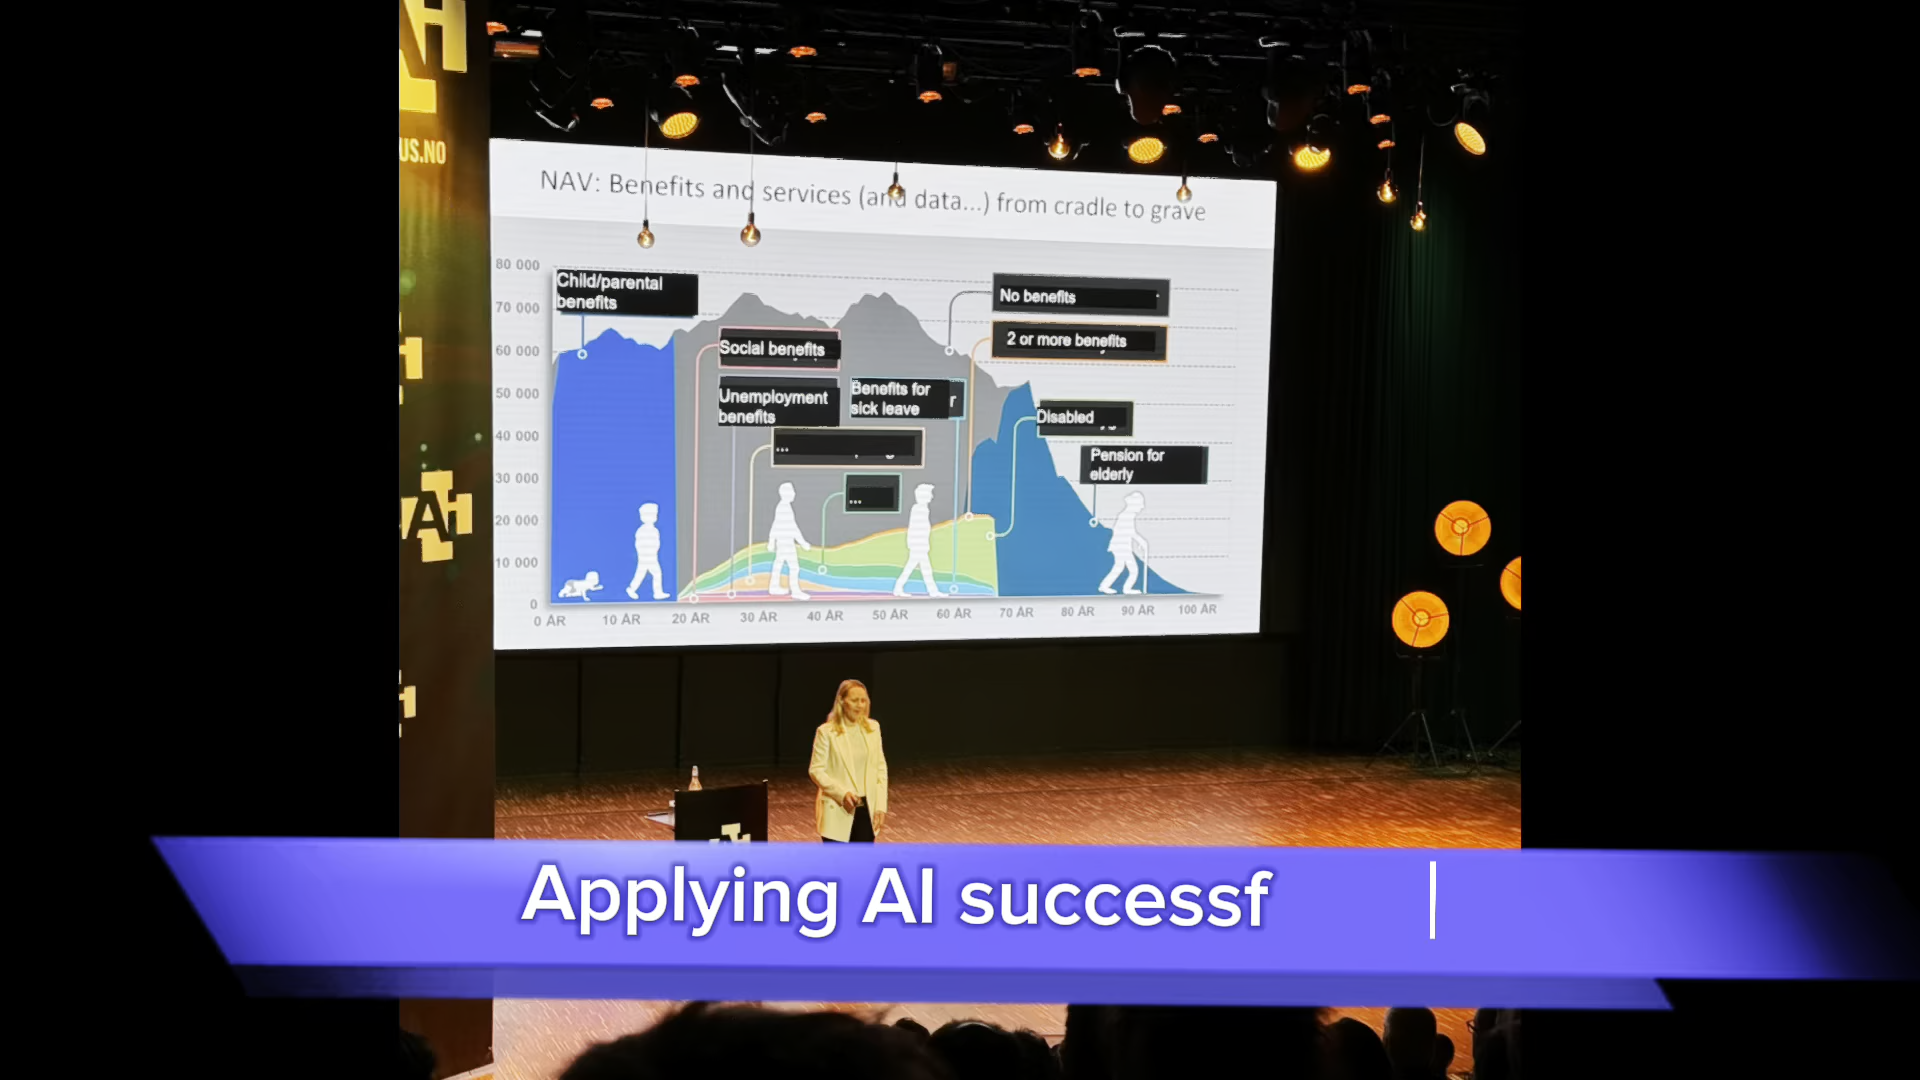 AH
US.NO
NAV: Benefits and services (and data...) from cradle to grave
80 000
70 000
60 000
50 000
40 000
30 000
20 000
10 000
0
Child/parental
benefits
No benefits
2 or more benefits
Social benefits
Unemployment
benefits
Benefits for
sick leave
r
...
...
Disabled
Pension for
elderly
0 ÅR
10 ÅR
20 ÅR
30 ÅR
40 ÅR
50 ÅR
60 ÅR
70 ÅR
80 ÅR
90 ÅR
100 ÅR
AH
Applying AI successf